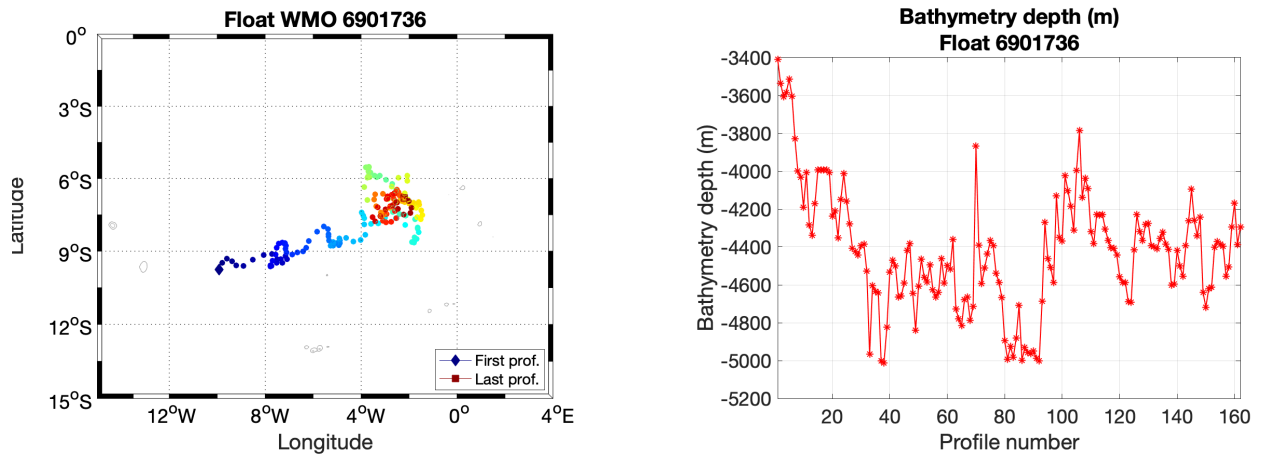 Float WMO 6901736
0°
3°S
6°S
9°S
12°S
15°S
Latitude
12°W
8°W
4°W
0°
4°E
Longitude
First prof.
Last prof.
Bathymetry depth (m)
Float 6901736
-3400
-3600
-3800
-4000
-4200
-4400
-4600
-4800
-5000
-5200
Bathymetry depth (m)
20
40
60
80
100
120
140
160
Profile number